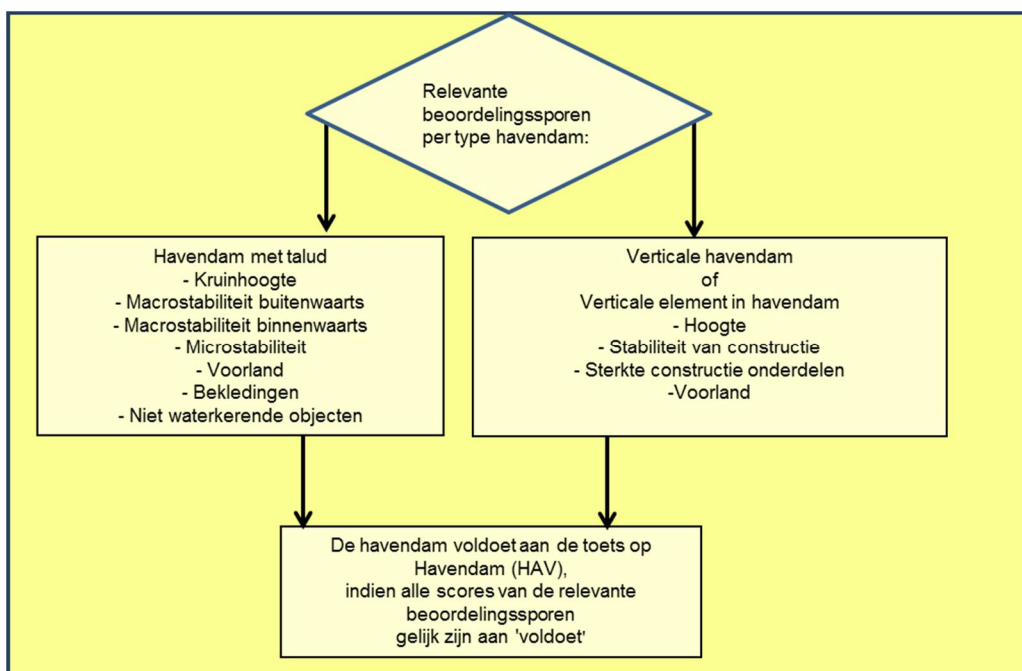 Relevante
beoordelingssporen
per type havendam:
Havendam met talud
- Kruinhoogte
- Macrostabiliteit buitenwaarts
- Macrostabiliteit binnenwaarts
- Microstabiliteit
- Voorland
- Bekledingen
- Niet waterkerende objecten
Verticale havendam
of
Verticale element in havendam
- Hoogte
- Stabiliteit van constructie
- Sterkte constructie onderdelen
-Voorland
De havendam voldoet aan de toets op
Havendam (HAV),
indien alle scores van de relevante
beoordelingssporen
gelijk zijn aan 'voldoet'